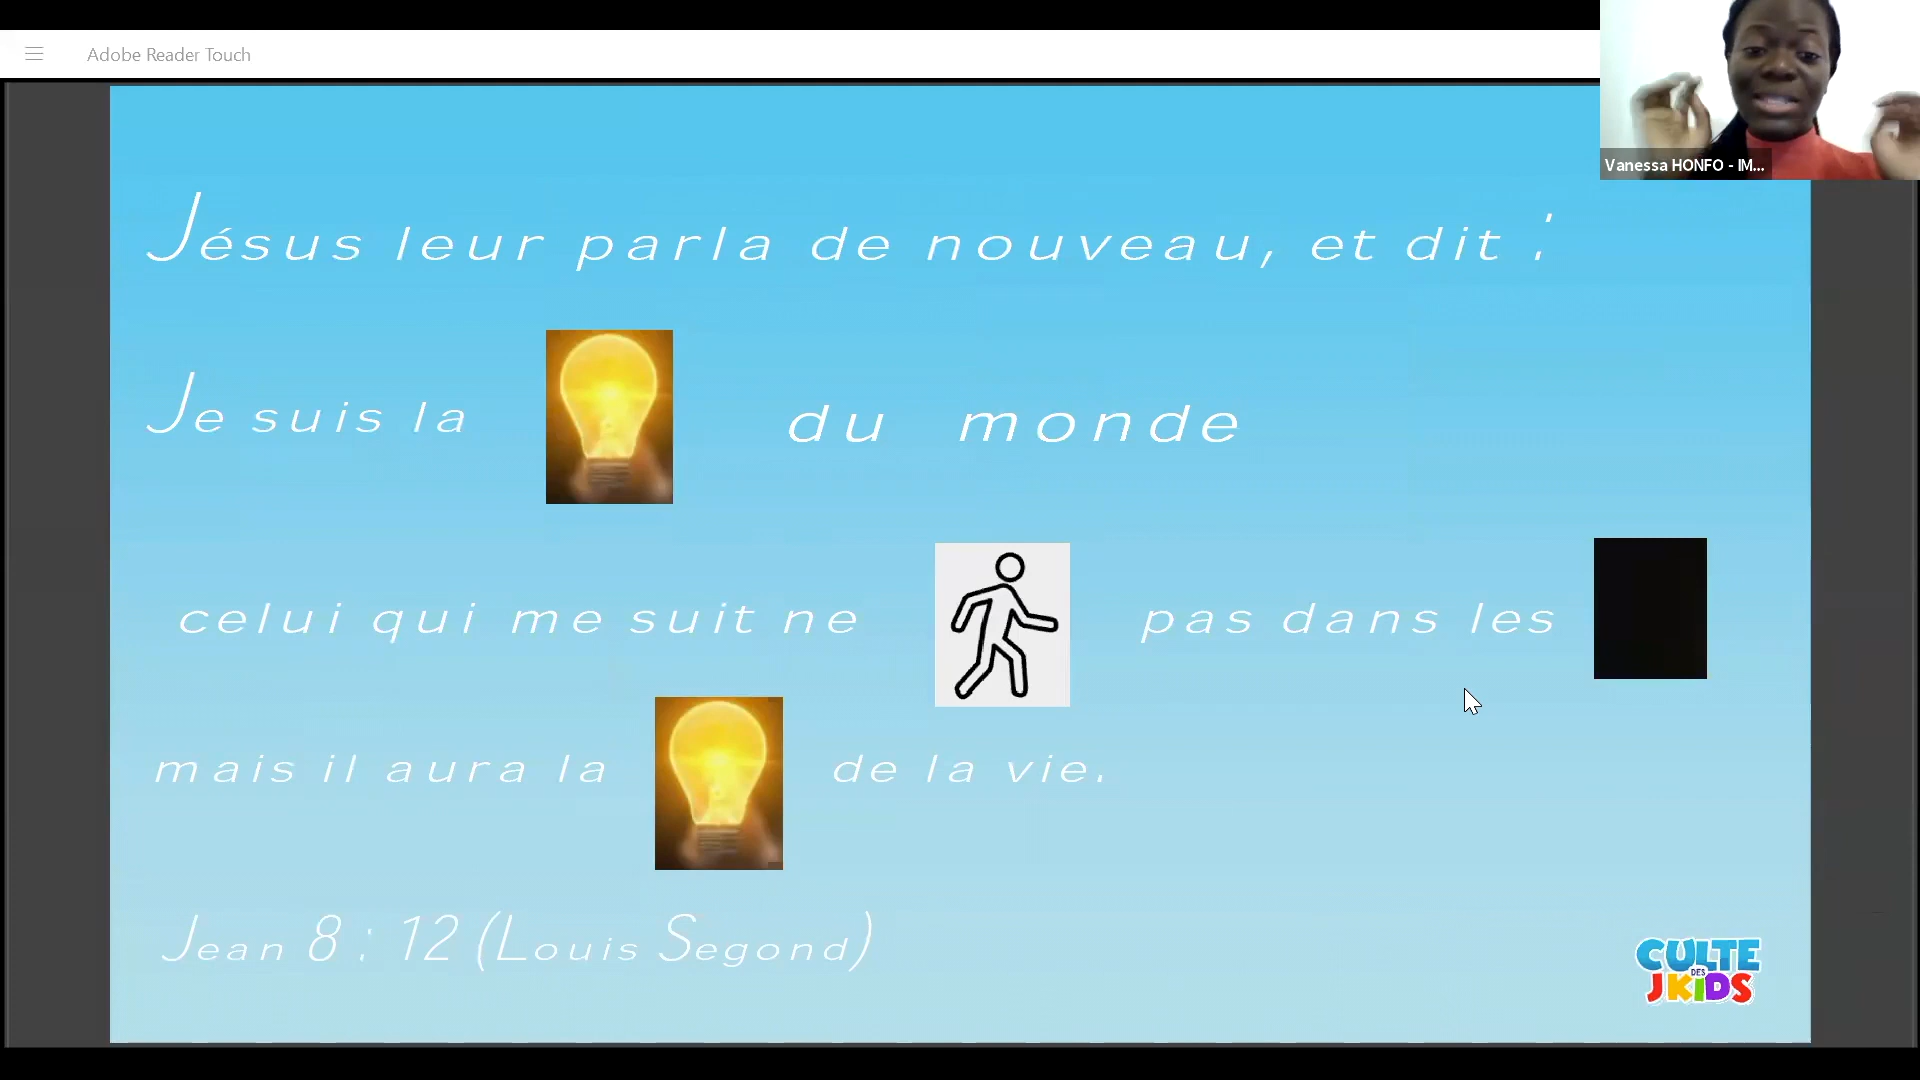 Adobe Reader Touch
Vanessa HONFO - IM...
Jésus leur parla de nouveau, et dit :
Je suis la du monde
celui qui me suit ne pas dans les
mais il aura la de la vie.
Jean 8 : 12 (Louis Segond)
CULTE
DES
JKIDS